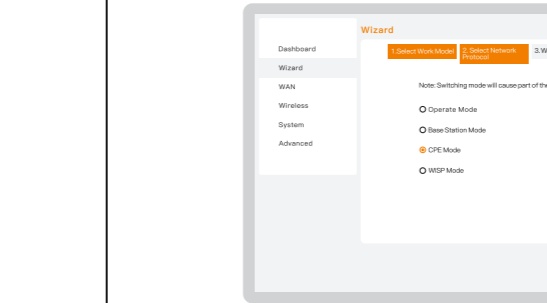 Wizard
Dashboard
Wizard
WAN
Wireless
System
Advanced
1.Select Work Model
2. Select Network
Protocol
3.W
Note: Switching mode will cause part of the
Operate Mode
Base Station Mode
CPE Mode
WISP Mode